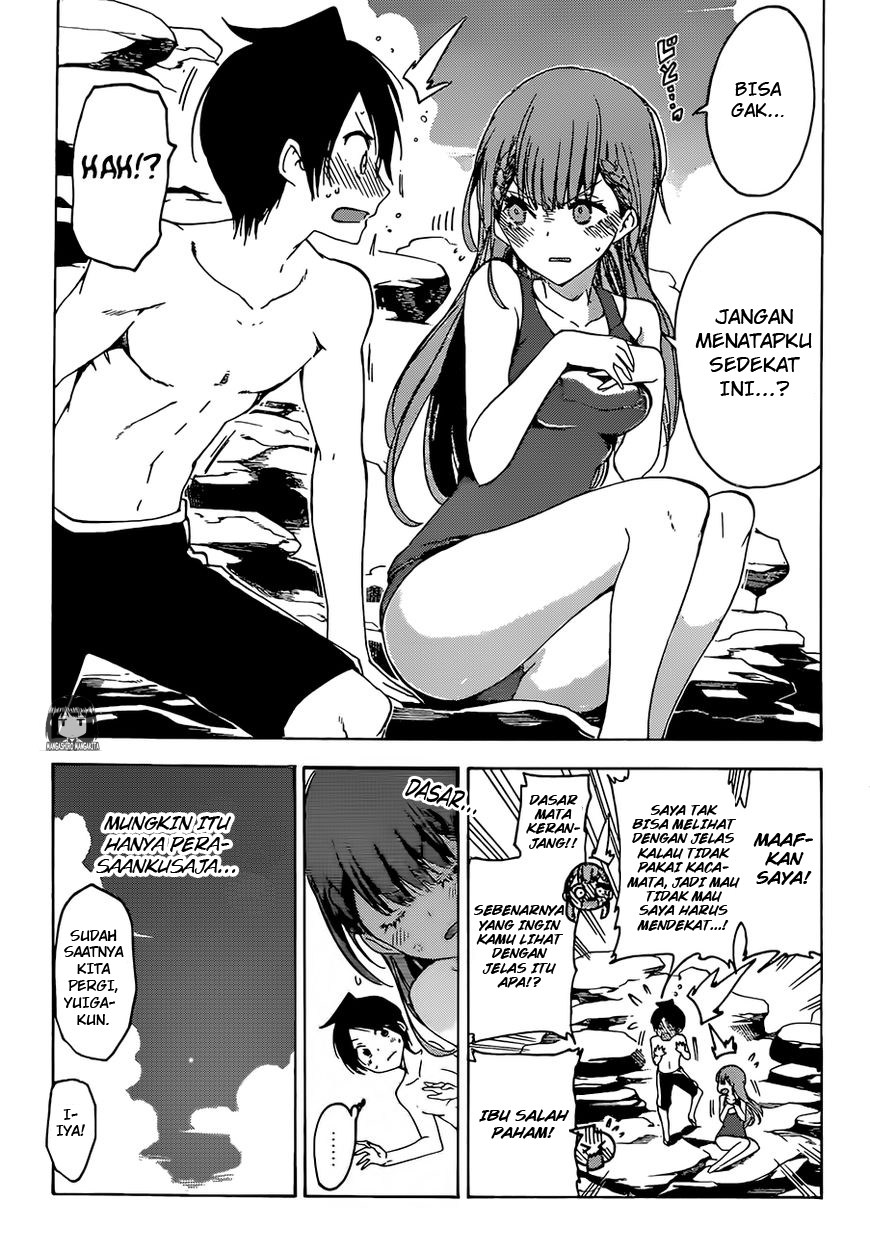 BISA
GAK...
JANGAN
MENATAPKU
SEDEKAT
INI...?
HAH!?
MAAF-
KAN
SAYA!
SAYA TAK
BISA MELIHAT
DENGAN JELAS
KALAU TIDAK
PAKAI KACA-
MATA, JADI MAU
TIDAK MAU
SAYA HARUS
MENDEKAT...!
DASAR
MATA
KERAN-
JANG!!
SEBENARNYA
YANG INGIN
KAMU LIHAT
DENGAN
JELAS ITU
APA!?
IBU SALAH
PAHAM!
DASAR...
........
MUNGKIN ITU
HANYA PERA-
SAANKUSAJA...
SUDAH
SAATNYA
KITA
PERGI,
YUIGA-
KUN.
I-
IYA!